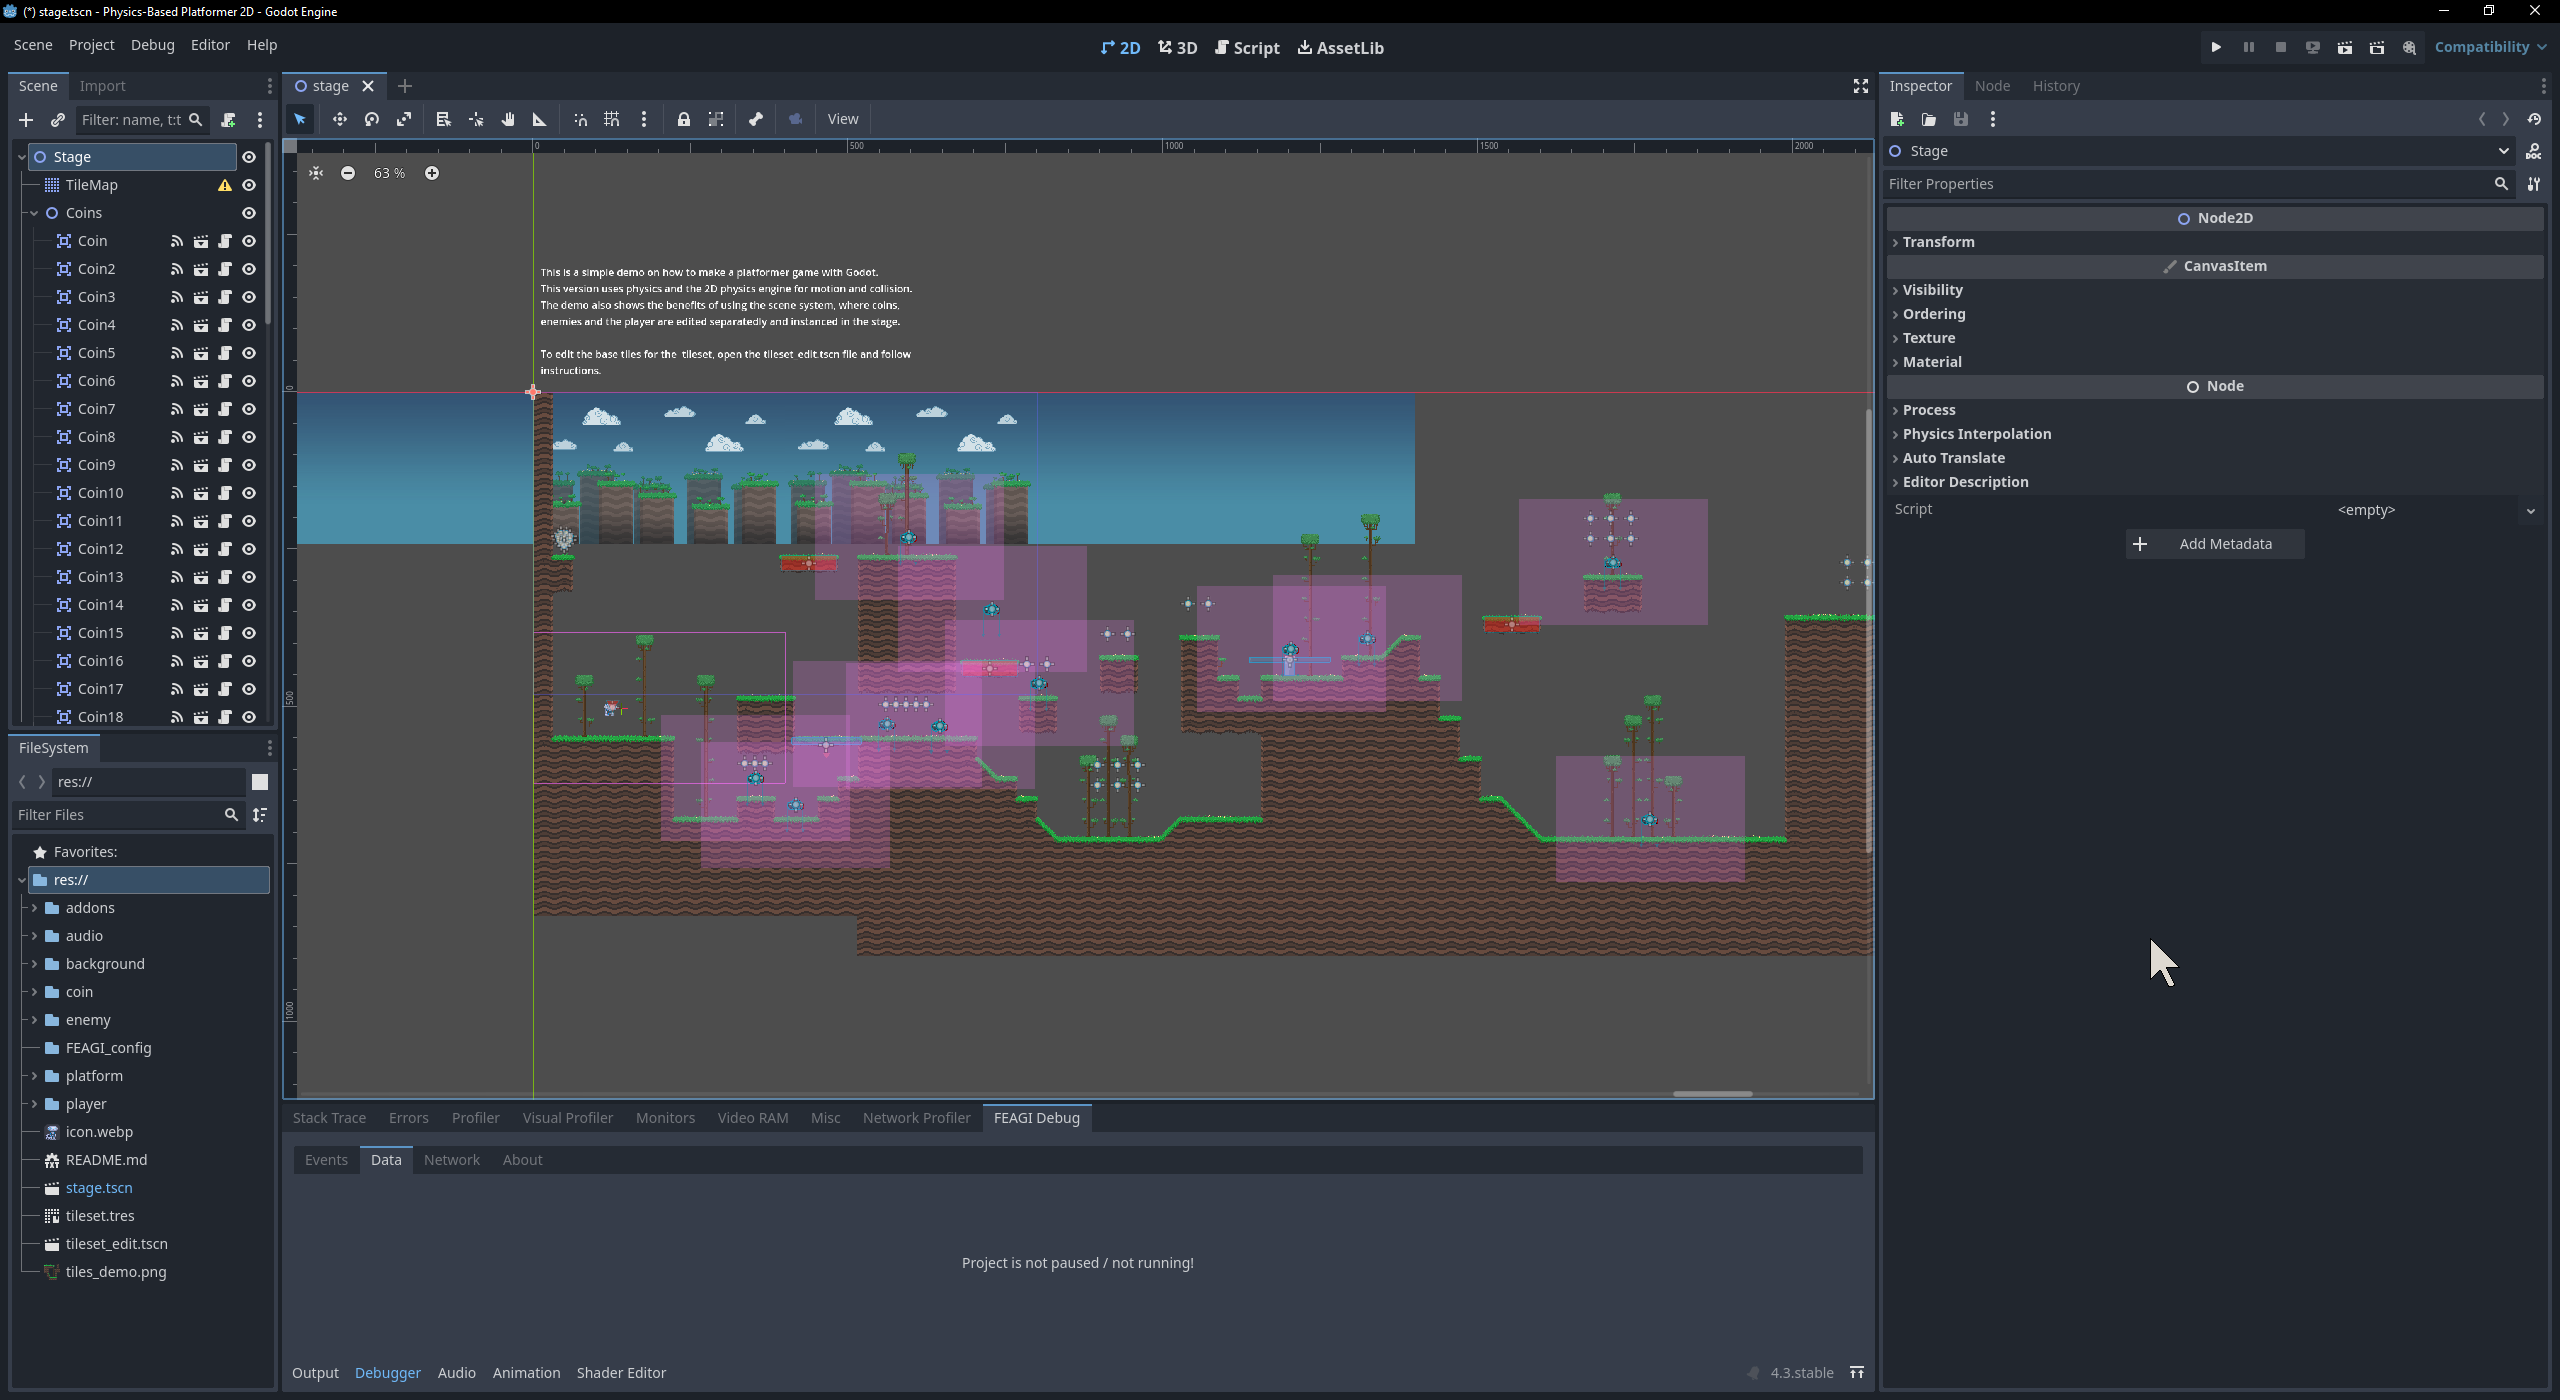 (*) stage.tscn - Physics-Based Platformer 2D - Godot Engine
Scene Project Debug Editor Help
2D 3D Script AssetLib
Compatibility
Scene Import
Filter: name, t:t
Stage
TileMap
Coins
Coin
Coin2
Coin3
Coin4
Coin5
Coin6
Coin7
Coin8
Coin9
Coin10
Coin11
Coin12
Coin13
Coin14
Coin15
Coin16
Coin17
Coin18
FileSystem
res://
Filter Files
Favorites:
res://
addons
audio
background
coin
enemy
FEAGI_config
platform
player
icon.webp
README.md
stage.tscn
tileset.tres
tileset_edit.tscn
tiles_demo.png
stage
View
0 500 1000 1500 2000
63 %
0
500
1000
This is a simple demo on how to make a platformer game with Godot.
This version uses physics and the 2D physics engine for motion and collision.
The demo also shows the benefits of using the scene system, where coins,
enemies and the player are edited separatedly and instanced in the stage.
To edit the base tiles for the tileset, open the tileset_edit.tscn file and follow
instructions.
Stack Trace Errors Profiler Visual Profiler Monitors Video RAM Misc Network Profiler FEAGI Debug
Events Data Network About
Project is not paused / not running!
Output Debugger Audio Animation Shader Editor
4.3.stable
Inspector Node History
Stage
DOC
Filter Properties
Node2D
Transform
CanvasItem
Visibility
Ordering
Texture
Material
Node
Process
Physics Interpolation
Auto Translate
Editor Description
Script <empty>
Add Metadata